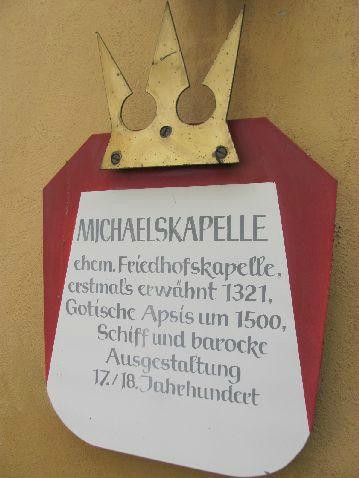 MICHAELSKAPELLE
ehem. Friedhofskapelle,
erstmals erwähnt 1321,
Gotische Apsis um 1500,
Schiff und barocke
Ausgestaltung
17./18. Jahrhundert